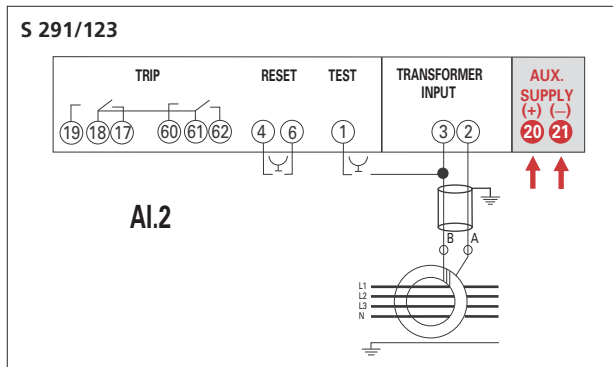 S 291/123
TRIP RESET TEST TRANSFORMER INPUT AUX. SUPPLY
(+) (–)
19 18 17 60 61 62 4 6 1 3 2 20 21
AI.2
B A
L1
L2
L3
N